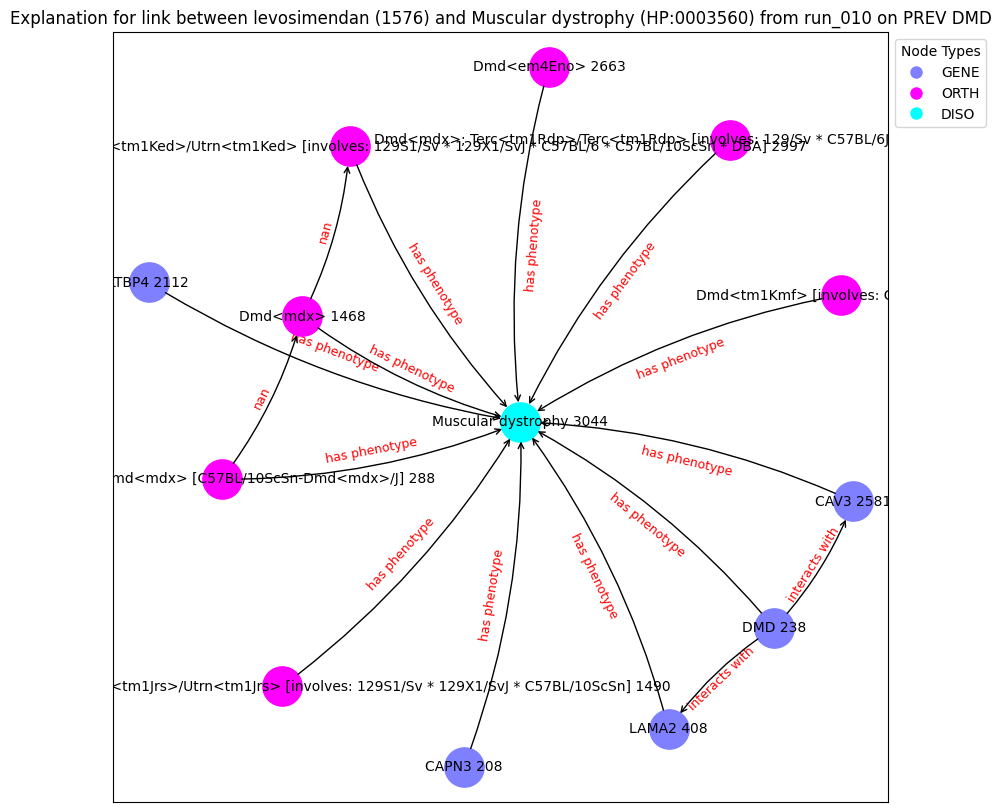 Explanation for link between levosimendan (1576) and Muscular dystrophy (HP:0003560) from run_010 on PREV DMD
Node Types
GENE
ORTH
DISO
Dmd<em4Eno> 2663
Dmd<mdx>; Terc<tm1Rdp>/Terc<tm1Rdp> [involves: 129/Sv * C57BL/6J
<tm1Ked>/Utrn<tm1Ked> [involves: 129S1/Sv * 129X1/SvJ * C57BL/6 * C57BL/10ScSn * DBA] 2997
nan
has phenotype
has phenotype
has phenotype
TBP4 2112
Dmd<tm1Kmf> [involves: C
Dmd<mdx> 1468
has phenotype
has phenotype
has phenotype
nan
Muscular dystrophy 3044
has phenotype
has phenotype
md<mdx> [C57BL/10ScSn-Dmd<mdx>/J] 288
CAV3 2581
has phenotype
has phenotype
has phenotype
has phenotype
interacts with
DMD 238
interacts with
<tm1Jrs>/Utrn<tm1Jrs> [involves: 129S1/Sv * 129X1/SvJ * C57BL/10ScSn] 1490
LAMA2 408
CAPN3 208